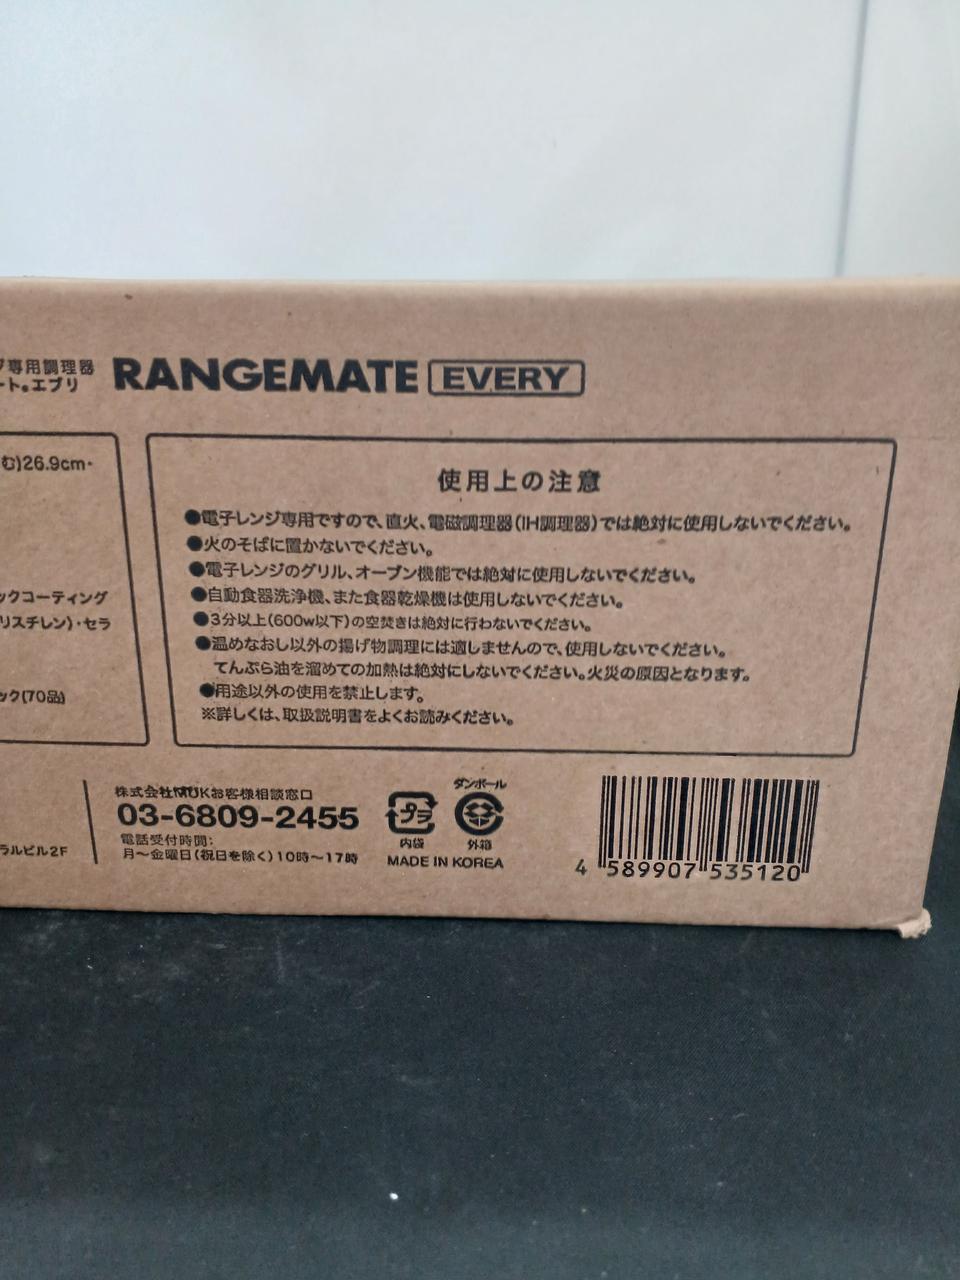 専用調理器
ート®エブリ
RANGEMATE EVERY
む)26.9cm・
ックコーティング
リスチレン)・セラ
ック(70品)
使用上の注意
●電子レンジ専用ですので、直火、電磁調理器(IH調理器)では絶対に使用しないでください。
●火のそばに置かないでください。
●電子レンジのグリル、オーブン機能では絶対に使用しないでください。
●自動食器洗浄機、また食器乾燥機は使用しないでください。
●3分以上(600w以下)の空焚きは絶対に行わないでください。
●温めなおし以外の揚げ物調理には適しませんので、使用しないでください。
てんぷら油を溜めての加熱は絶対にしないでください。火災の原因となります。
●用途以外の使用を禁止します。
※詳しくは、取扱説明書をよくお読みください。
ラルビル2F
株式会社MUKお客様相談窓口
03-6809-2455
電話受付時間:
月～金曜日(祝日を除く)10時～17時
プラ
内袋
ダンボール
外箱
MADE IN KOREA
4 589907 535120